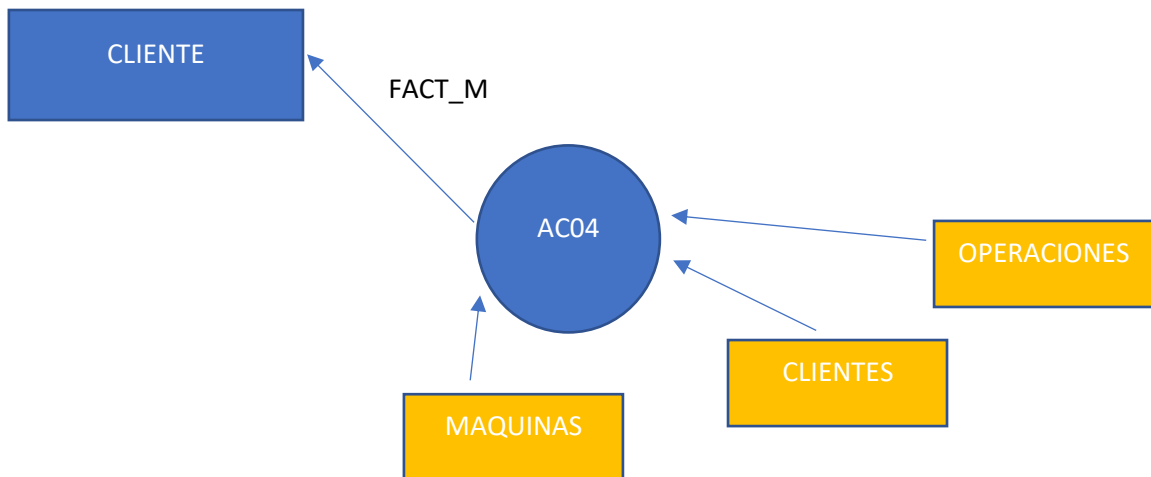 CLIENTE
FACT_M
AC04
OPERACIONES
CLIENTES
MAQUINAS